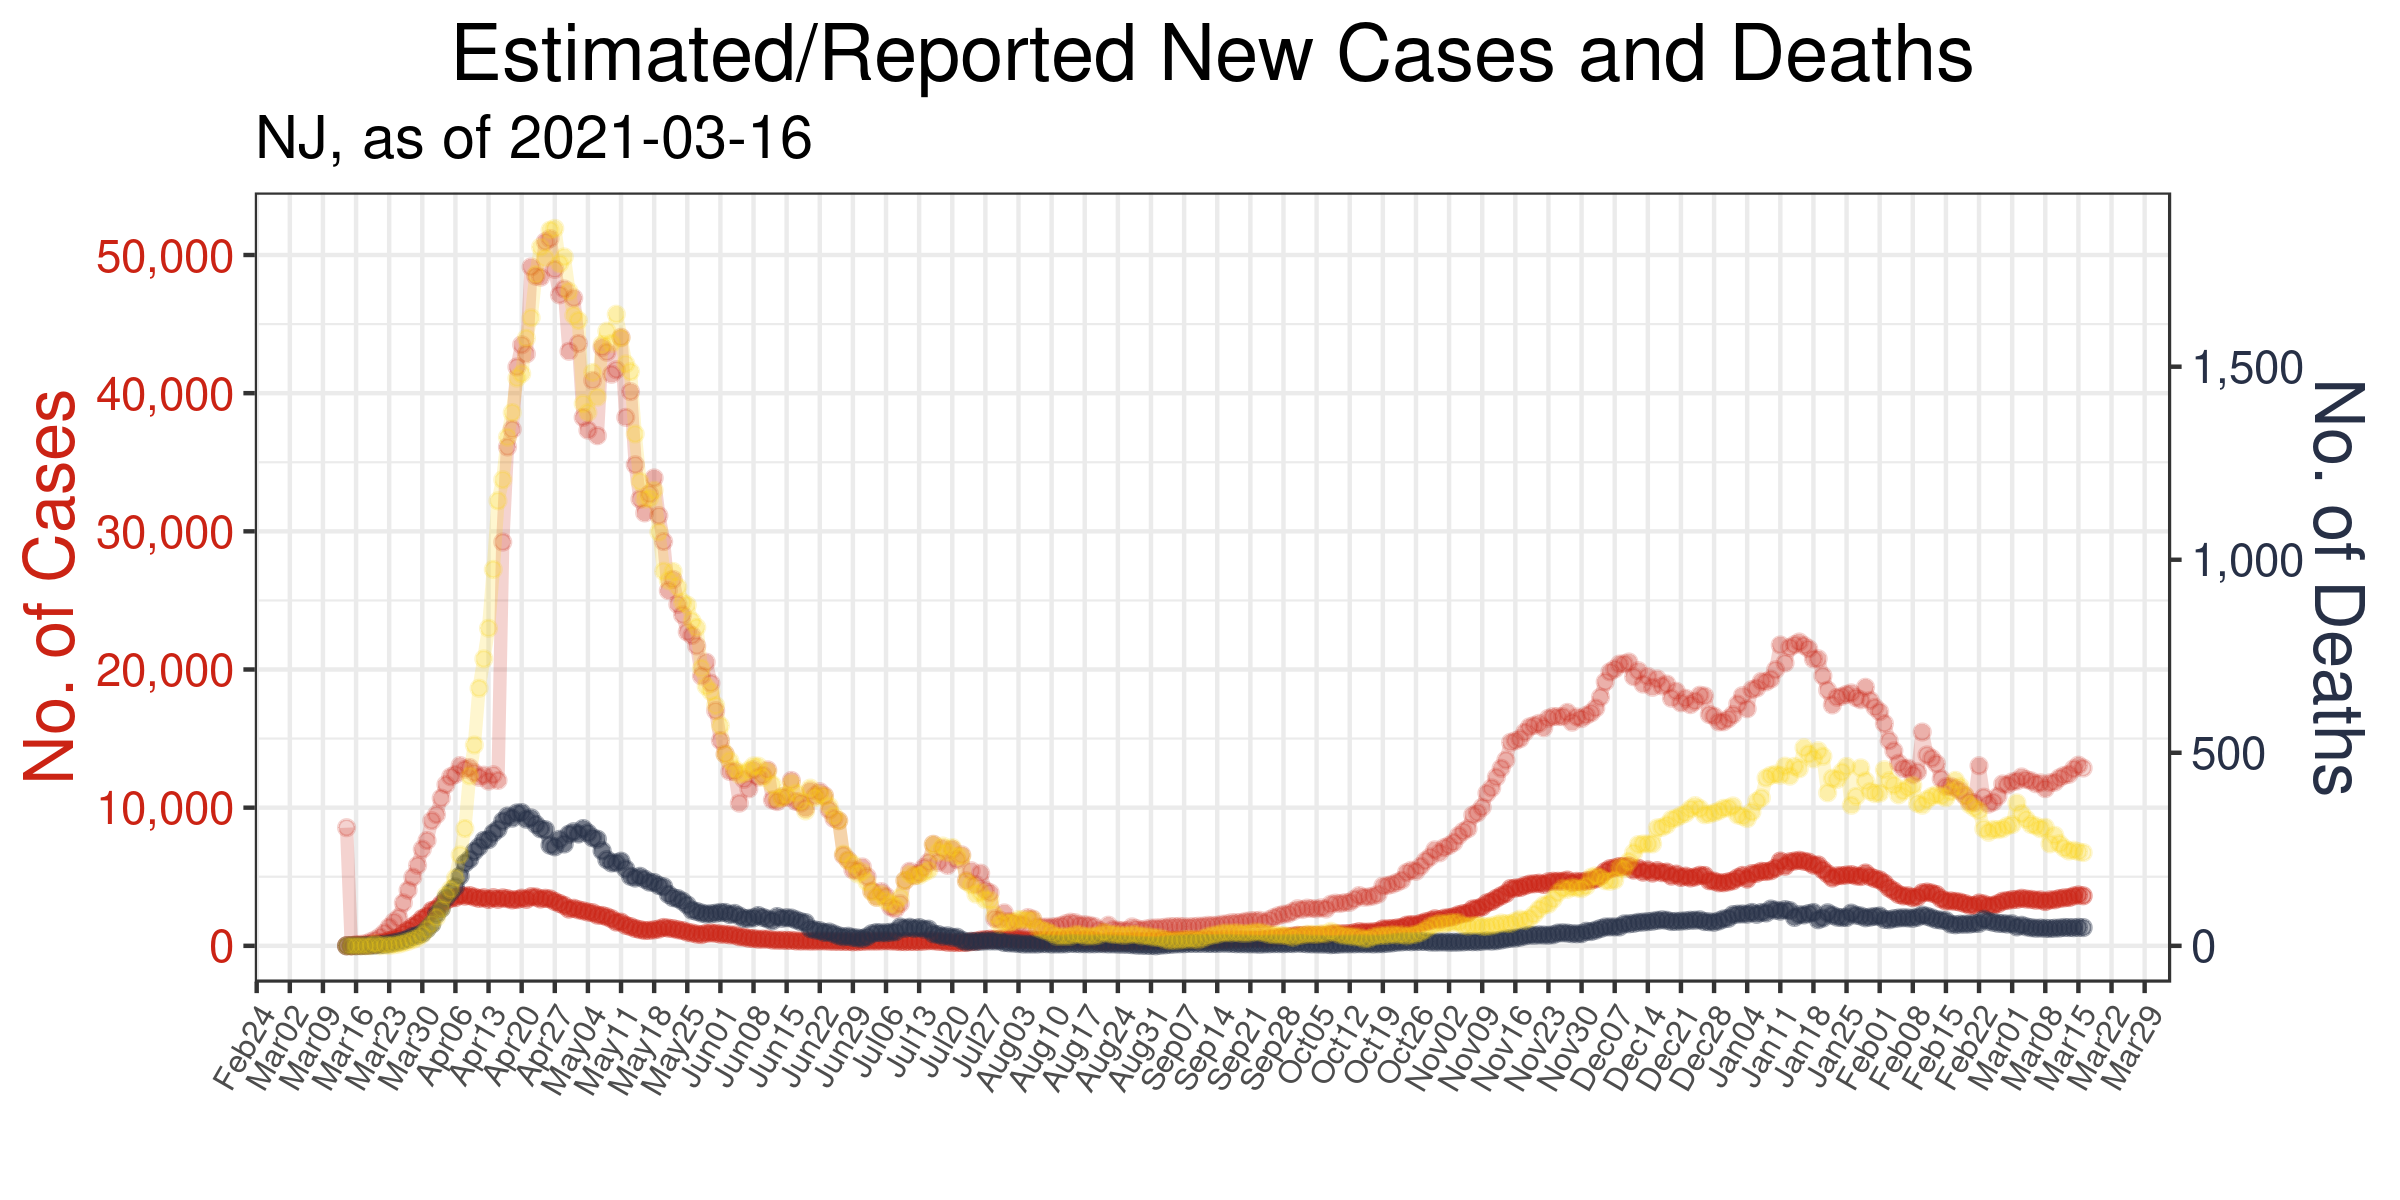 Estimated/Reported New Cases and Deaths
NJ, as of 2021-03-16
No. of Cases
50,000
40,000
30,000
20,000
10,000
0
1,500
1,000
500
0
No. of Deaths
Feb24
Mar02
Mar09
Mar16
Mar23
Mar30
Apr06
Apr13
Apr20
Apr27
May04
May11
May18
May25
Jun01
Jun08
Jun15
Jun22
Jun29
Jul06
Jul13
Jul20
Jul27
Aug03
Aug10
Aug17
Aug24
Aug31
Sep07
Sep14
Sep21
Sep28
Oct05
Oct12
Oct19
Oct26
Nov02
Nov09
Nov16
Nov23
Nov30
Dec07
Dec14
Dec21
Dec28
Jan04
Jan11
Jan18
Jan25
Feb01
Feb08
Feb15
Feb22
Mar01
Mar08
Mar15
Mar22
Mar29